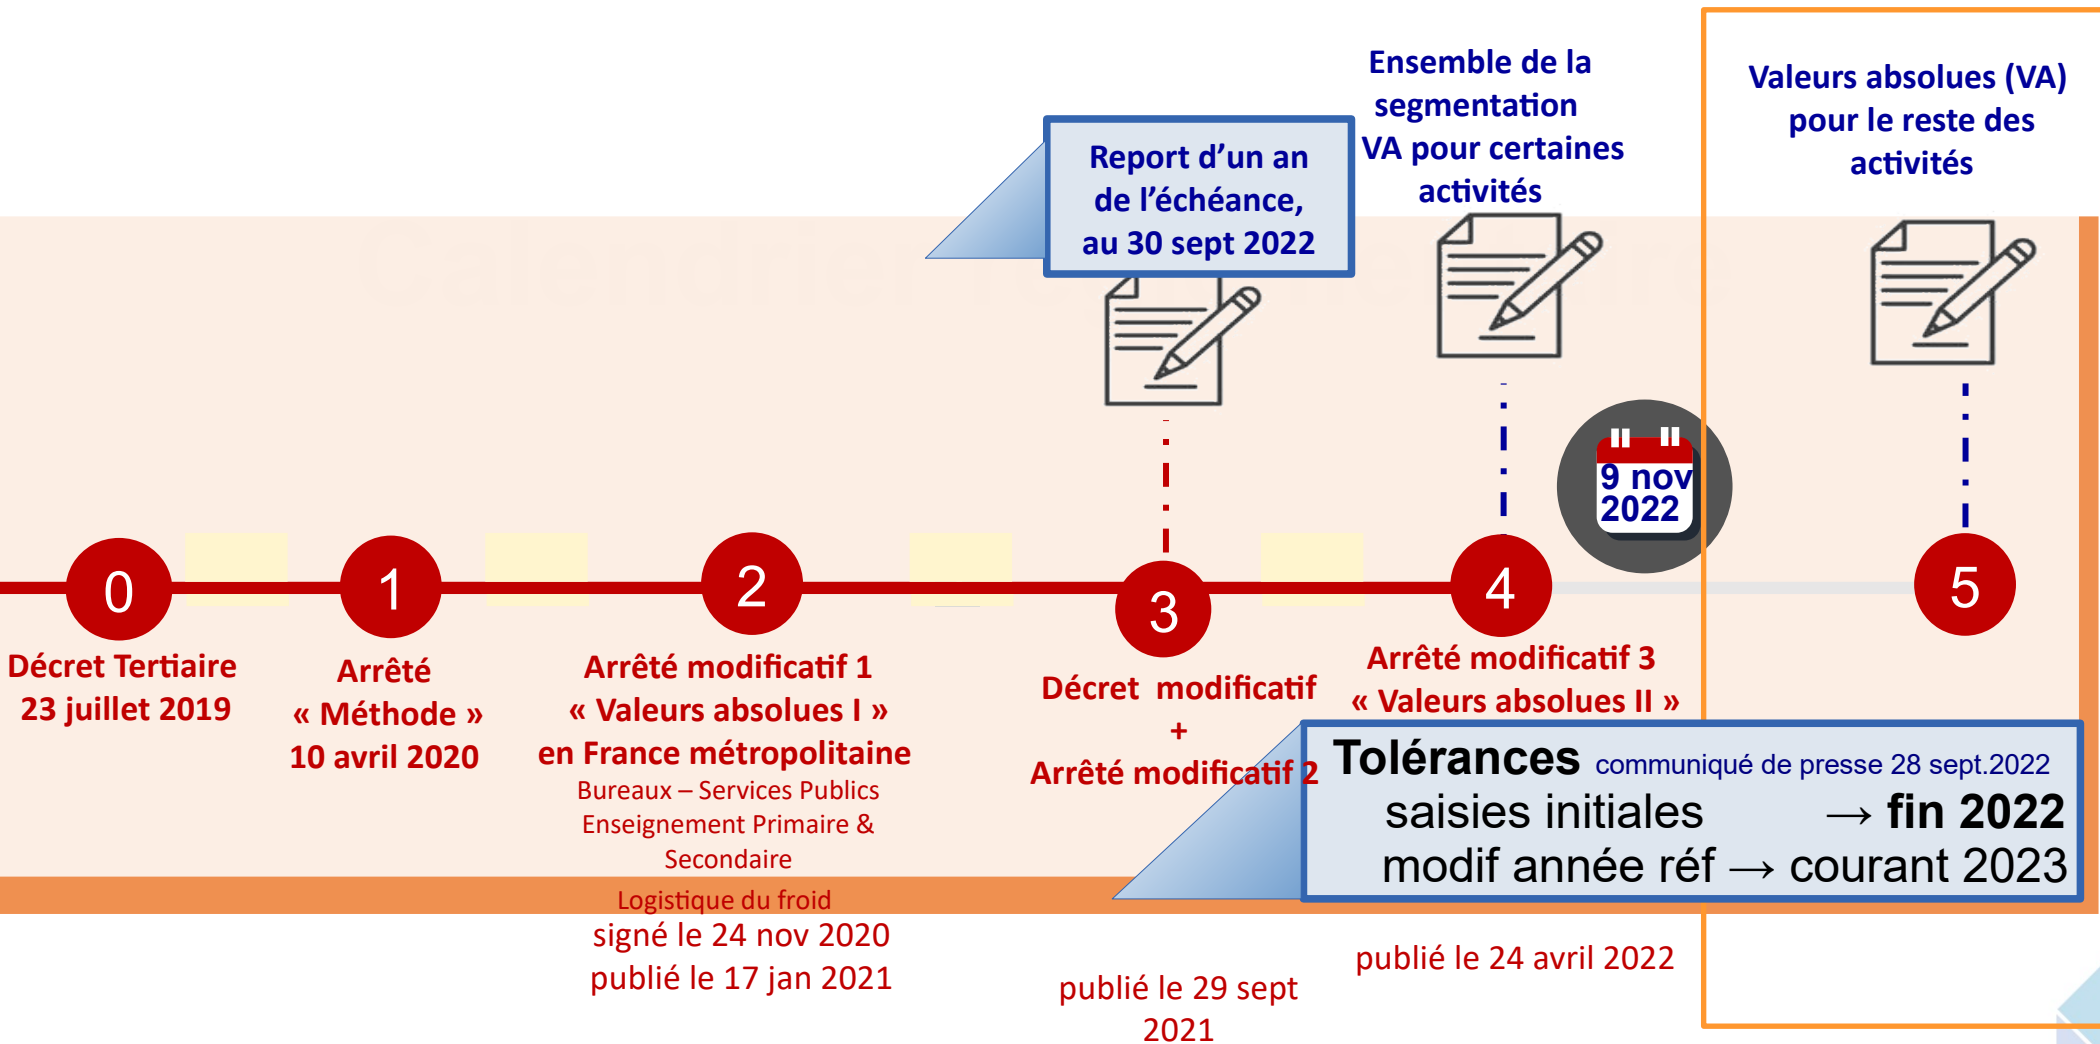 Ensemble de la
segmentation
VA pour certaines
activités
Valeurs absolues (VA)
pour le reste des
activités
Report d’un an
de l’échéance,
au 30 sept 2022
9 nov
2022
0
1
2
3
4
5
Décret Tertiaire
23 juillet 2019
Arrêté
« Méthode »
10 avril 2020
Arrêté modificatif 1
« Valeurs absolues I »
en France métropolitaine
Bureaux – Services Publics
Enseignement Primaire &
Secondaire
Logistique du froid
signé le 24 nov 2020
publié le 17 jan 2021
Décret modificatif
+
Arrêté modificatif 2
publié le 29 sept
2021
Arrêté modificatif 3
« Valeurs absolues II »
Tolérances communiqué de presse 28 sept.2022
saisies initiales → fin 2022
modif année réf → courant 2023
publié le 24 avril 2022